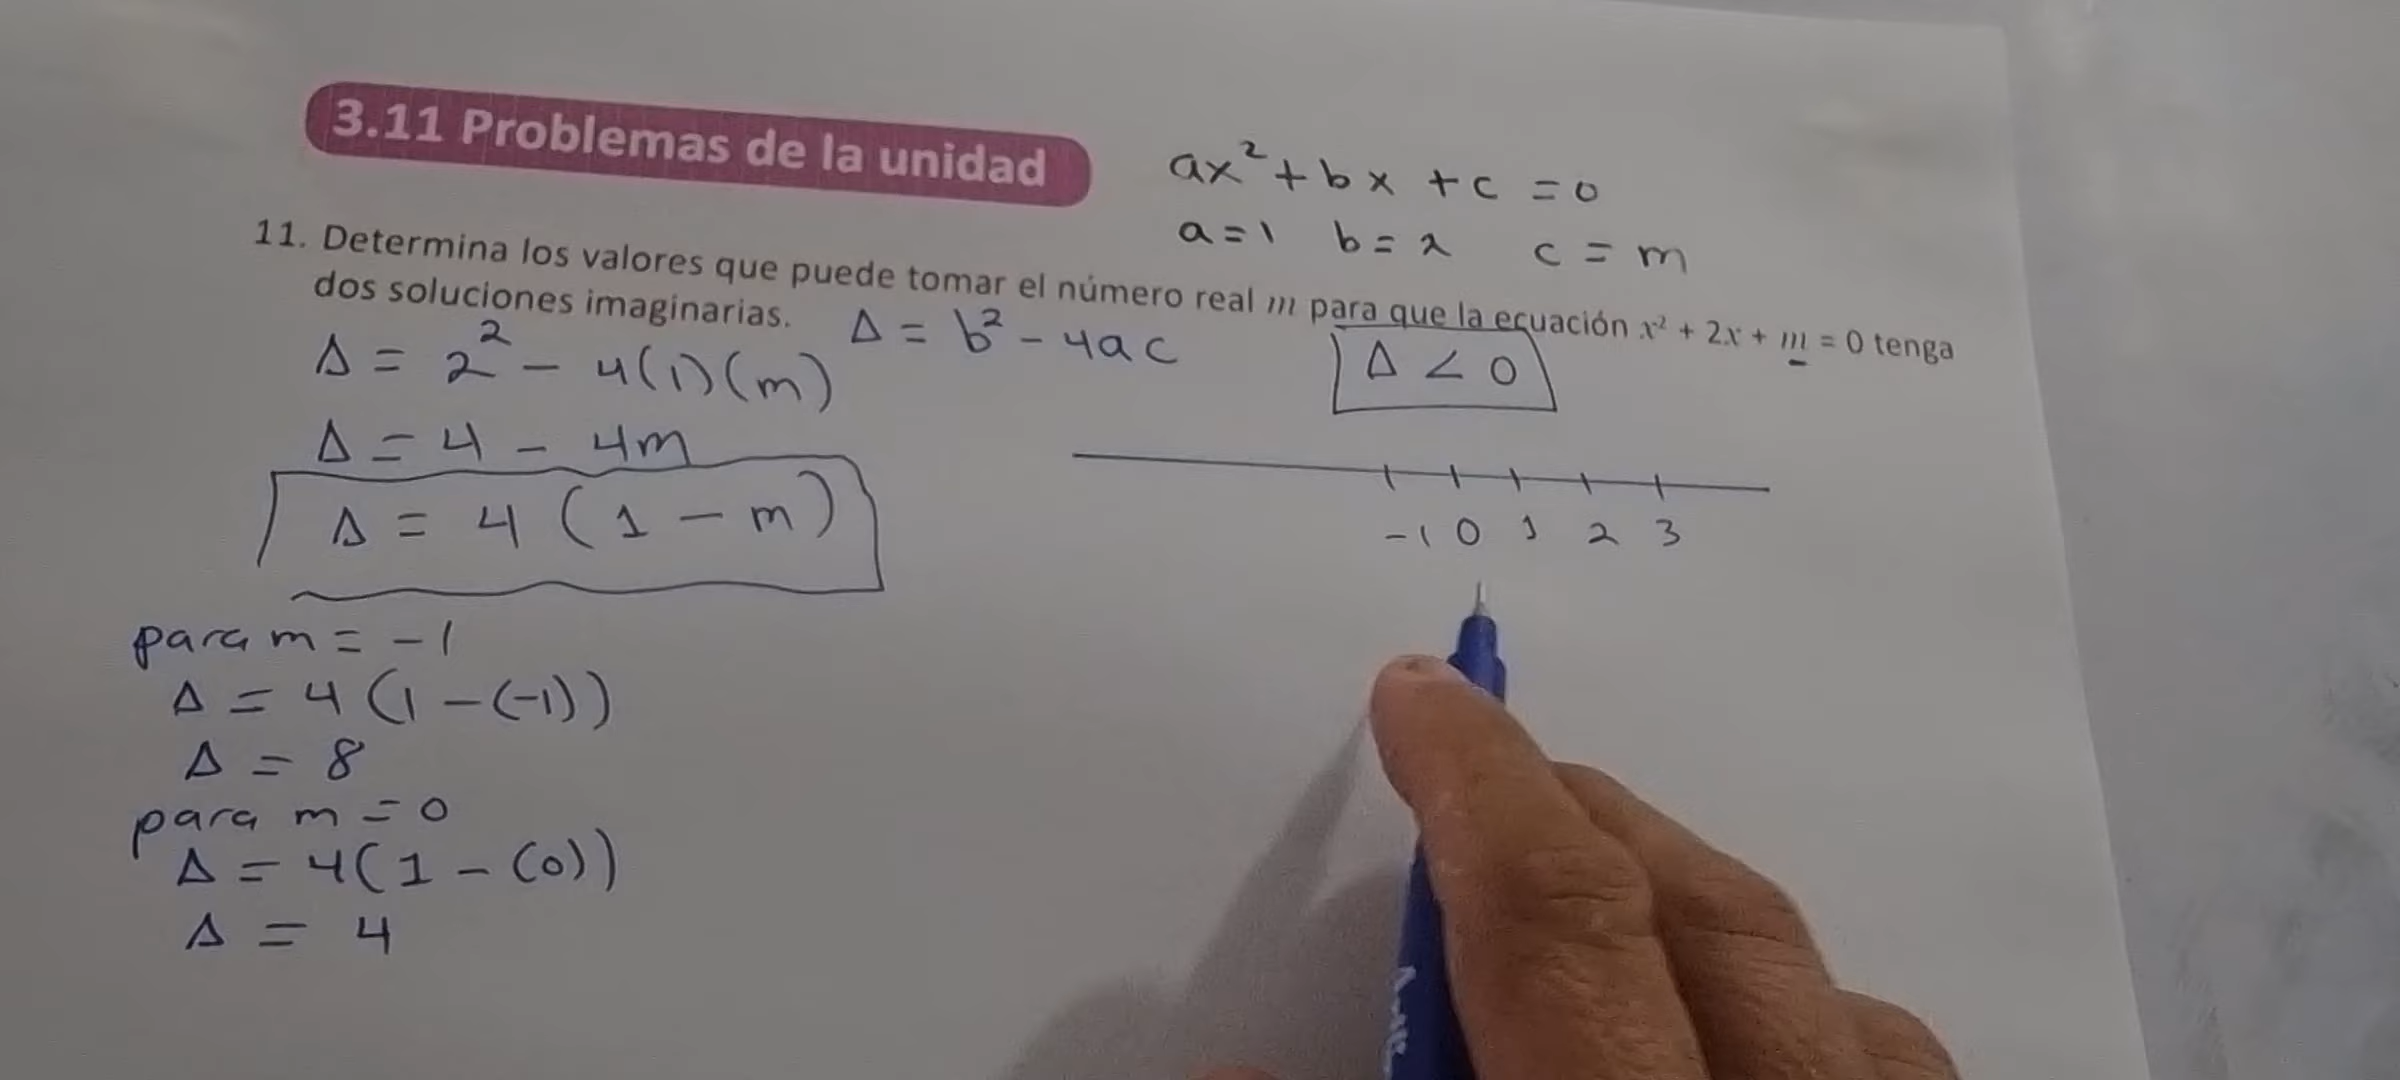 3.11 Problemas de la unidad
ax² + bx + c = 0
a = 1 b = 2 c = m
11. Determina los valores que puede tomar el número real m para que la ecuación x² + 2x + m = 0 tenga
dos soluciones imaginarias.
Δ = b² - 4ac
Δ < 0
Δ = 2² - 4(1)(m)
Δ = 4 - 4m
Δ = 4 (1 - m)
-1 0 1 2 3
para m = -1
Δ = 4 (1 - (-1))
Δ = 8
para m = 0
Δ = 4(1 - (0))
Δ = 4